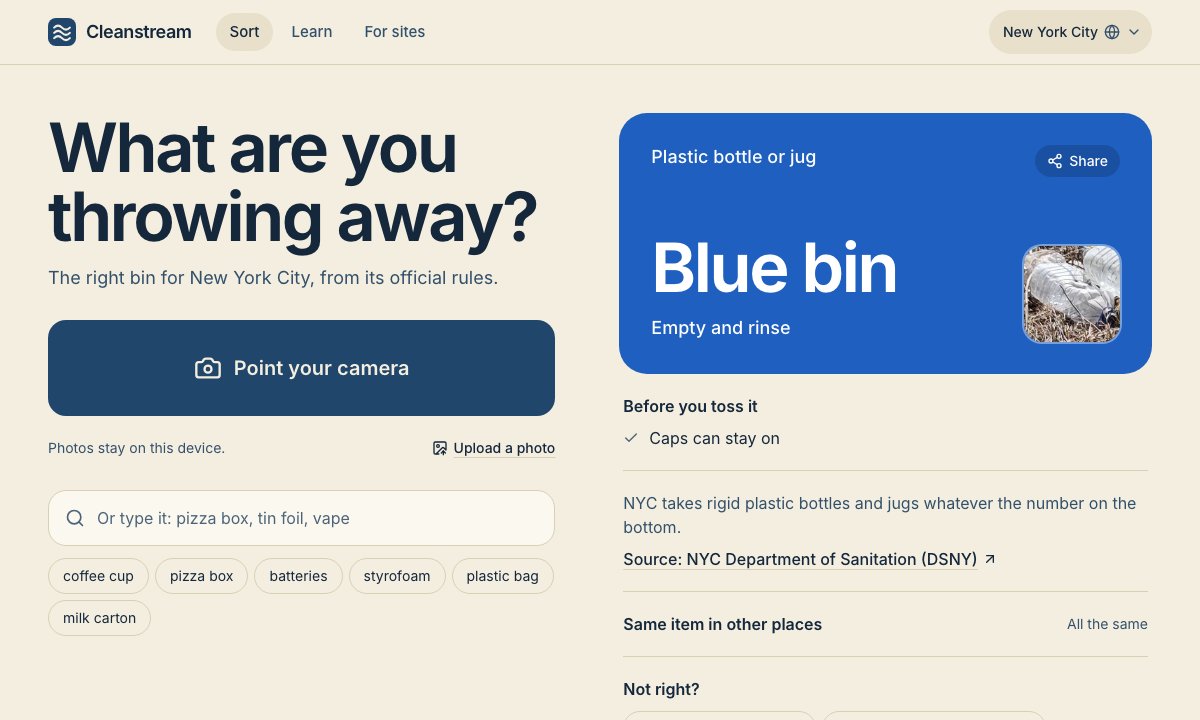 Cleanstream
Sort
Learn
For sites
New York City
What are you
throwing away?
The right bin for New York City, from its official rules.
Point your camera
Photos stay on this device.
Upload a photo
Or type it: pizza box, tin foil, vape
coffee cup
pizza box
batteries
styrofoam
plastic bag
milk carton
Plastic bottle or jug
Share
Blue bin
Empty and rinse
Before you toss it
Caps can stay on
NYC takes rigid plastic bottles and jugs whatever the number on the
bottom.
Source: NYC Department of Sanitation (DSNY)
Same item in other places
All the same
Not right?